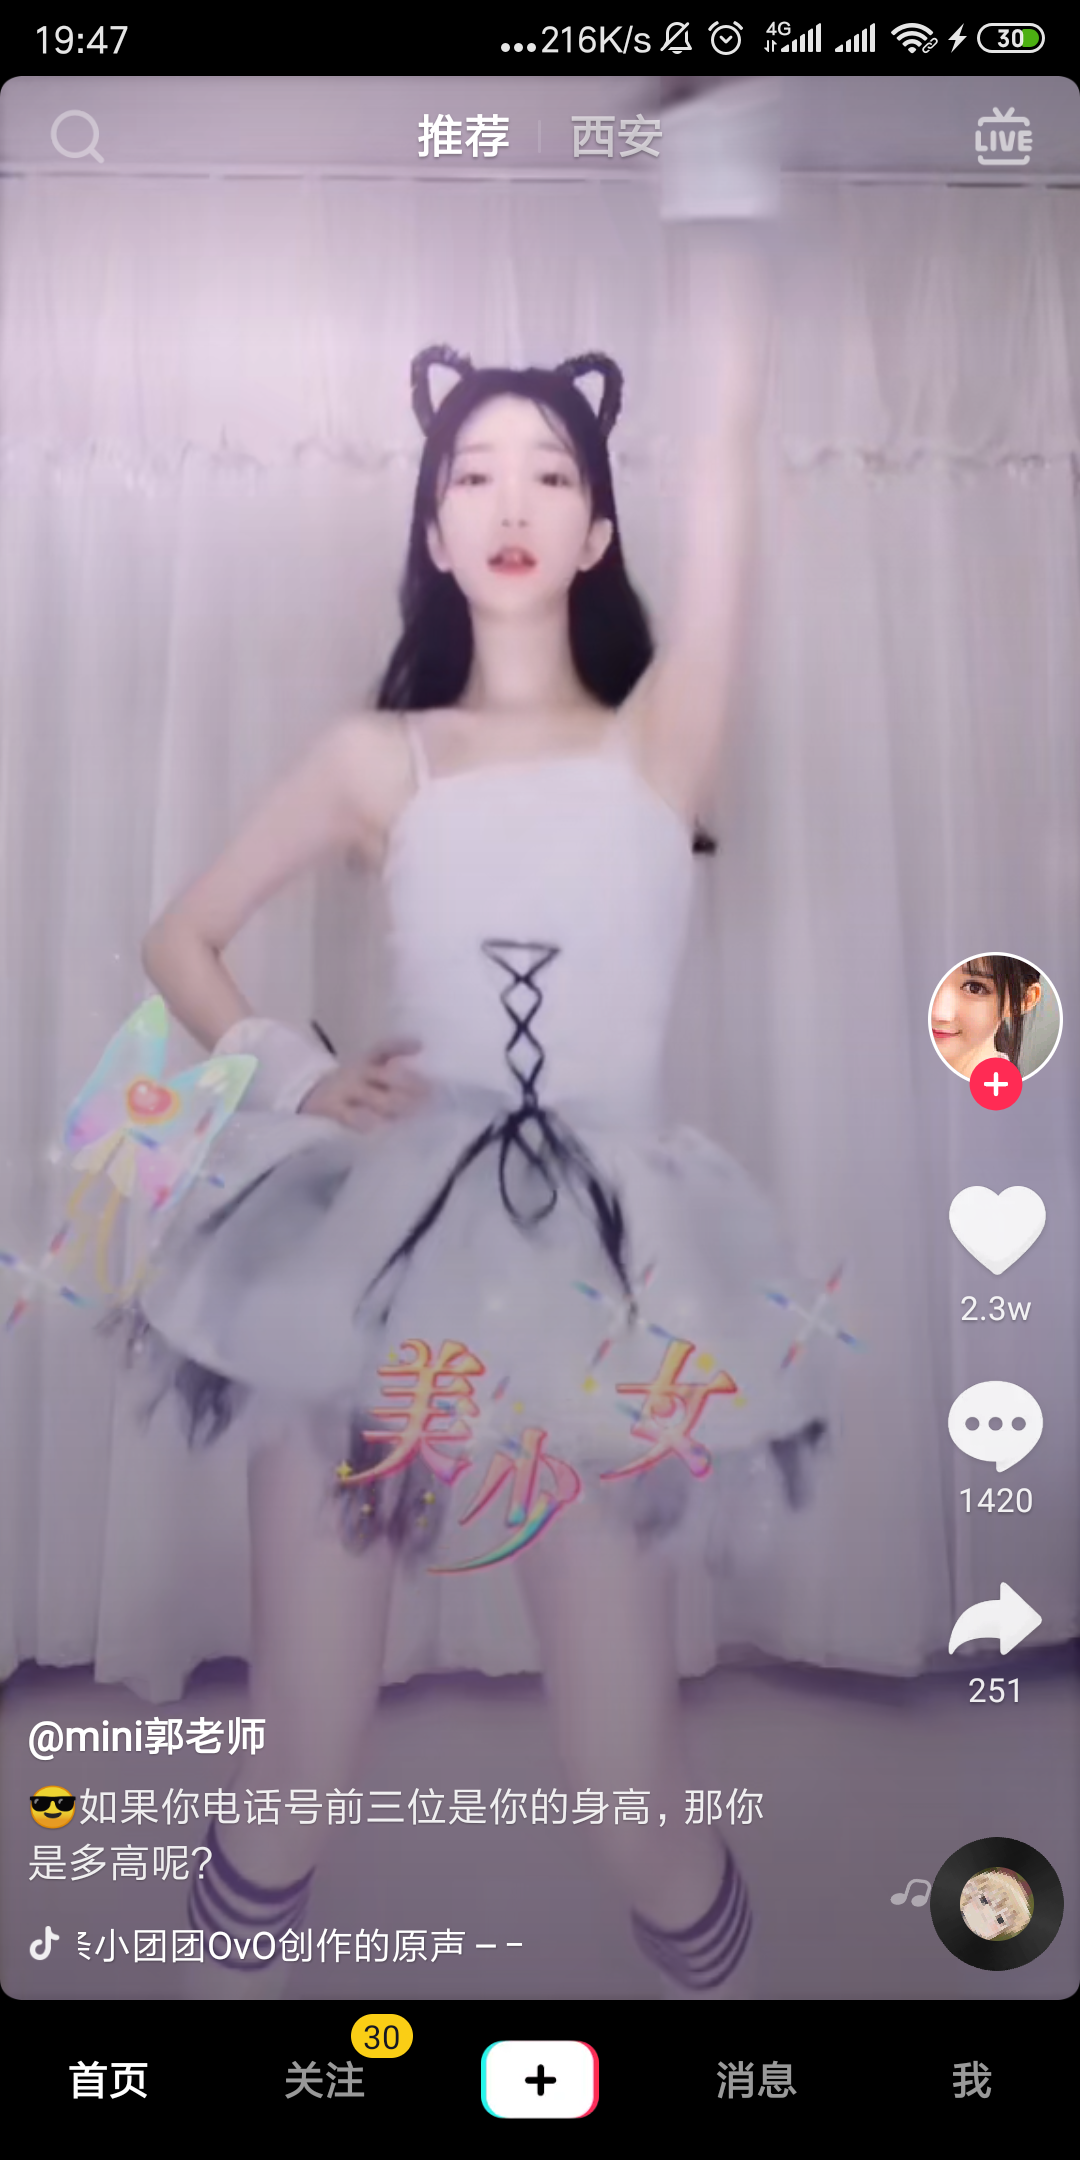 19:47
...216K/s
4G
30
推荐
西安
LIVE
美少女
2.3w
1420
251
@mini郭老师
😎如果你电话号前三位是你的身高，那你
是多高呢？
小团团OvO创作的原声 – -
30
首页
关注
消息
我